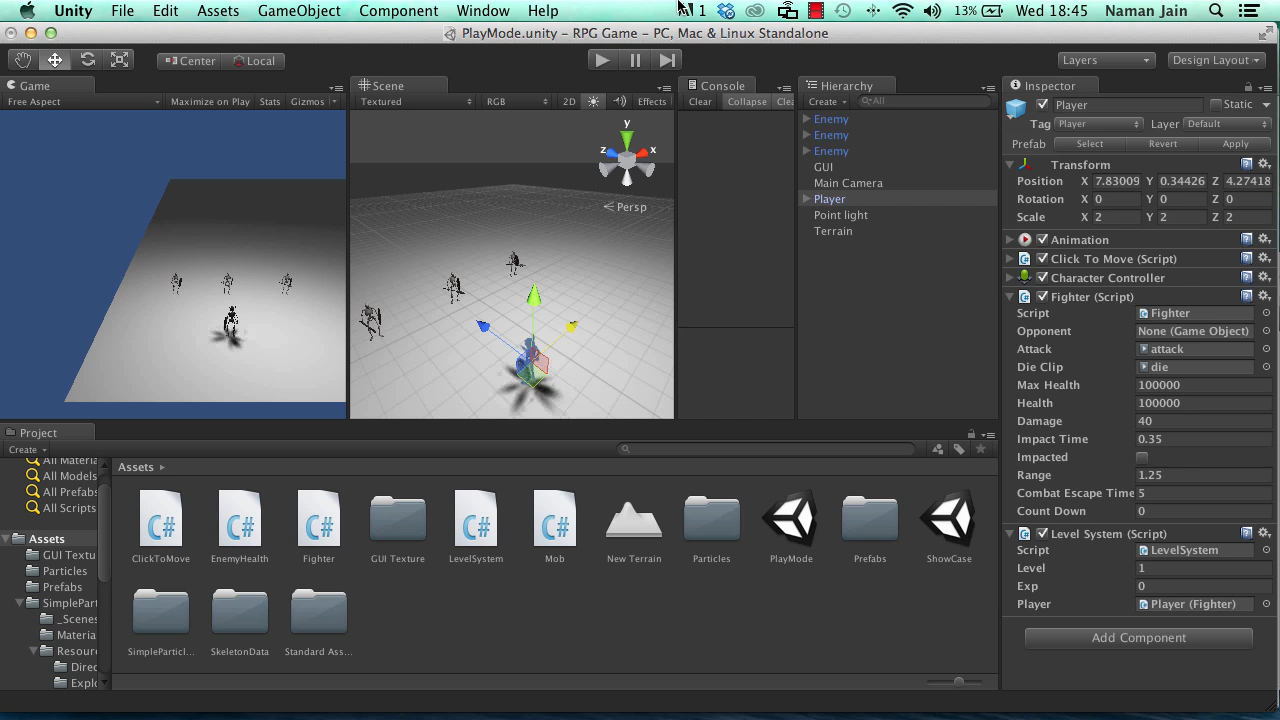 Unity File Edit Assets GameObject Component Window Help 1 13% Wed 18:45 Naman Jain
PlayMode.unity – RPG Game – PC, Mac & Linux Standalone
Center Local Layers Design Layout
Game Scene Console Hierarchy Inspector
Free Aspect Maximize on Play Stats Gizmos Textured RGB 2D Effects Clear Collapse Clea Create All
Player Static
Tag Player Layer Default
Prefab Select Revert Apply
Enemy
Enemy
Enemy
GUI
Main Camera
Player
Point light
Terrain
y
z x
Persp
Transform
Position X 7.83009 Y 0.34426 Z 4.27418
Rotation X 0 Y 0 Z 0
Scale X 2 Y 2 Z 2
Animation
Click To Move (Script)
Character Controller
Fighter (Script)
Script Fighter
Opponent None (Game Object)
Attack attack
Die Clip die
Max Health 100000
Health 100000
Damage 40
Impact Time 0.35
Impacted
Range 1.25
Combat Escape Time 5
Count Down 0
Level System (Script)
Script LevelSystem
Level 1
Exp 0
Player Player (Fighter)
Add Component
Project
Create
All Materia
All Models
All Prefabs
All Scripts
Assets
GUI Textu
Particles
Prefabs
SimplePart
_Scenes
Materia
Resour
Direc
Explo
Assets
ClickToMove EnemyHealth Fighter GUI Texture LevelSystem Mob New Terrain Particles PlayMode Prefabs ShowCase
SimpleParticl... SkeletonData Standard Ass...